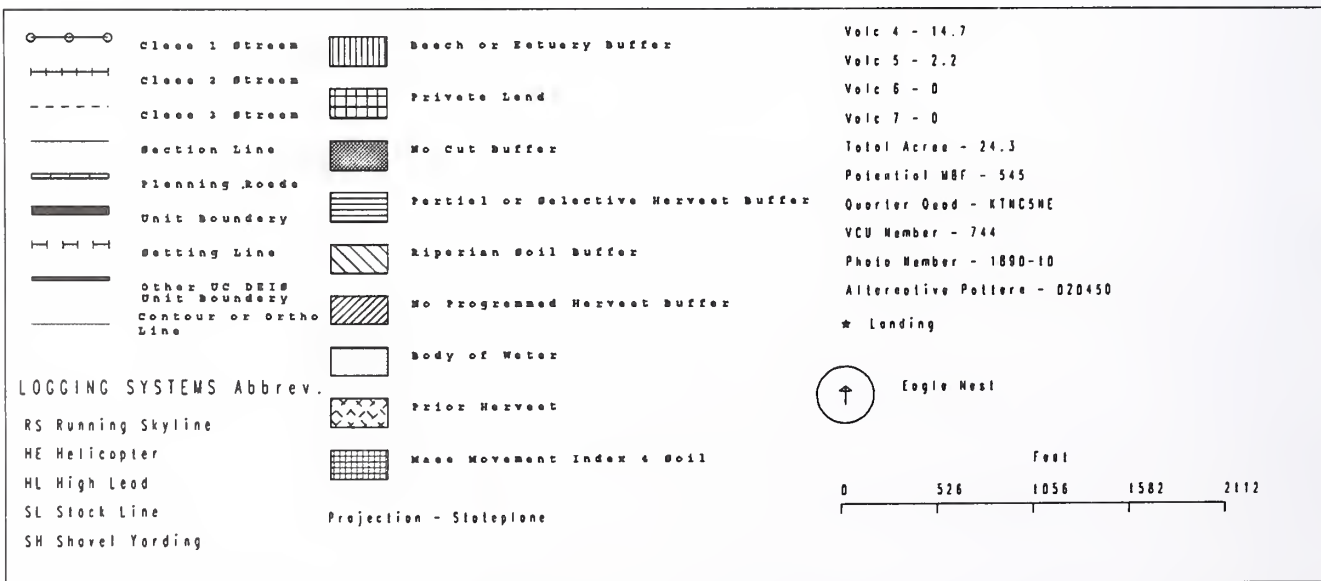 Class 1 Stream
Class 2 Stream
Class 3 Stream
Section Line
Planning Roads
Unit Boundary
Setting Line
Other UC DEIS
Unit Boundary
Contour or Ortho
Line
LOGGING SYSTEMS Abbrev.
RS Running Skyline
HE Helicopter
HL High Lead
SL Slack Line
SH Shovel Yarding
Beach or Estuary Buffer
Private Land
No Cut Buffer
Partial or Selective Harvest Buffer
Riparian Soil Buffer
No Programmed Harvest Buffer
Body of Water
Prior Harvest
Mass Movement Index 4 Soil
Projection - Stateplane
Volc 4 - 14.7
Volc 5 - 2.2
Volc 6 - 0
Volc 7 - 0
Total Acres - 24.3
Potential MBF - 545
Quarter Quad - KTNC5NE
VCU Number - 744
Photo Number - 1890-10
Alternative Pattern - 020450
★ Landing
Eagle Nest
Feet
0 526 1056 1582 2112